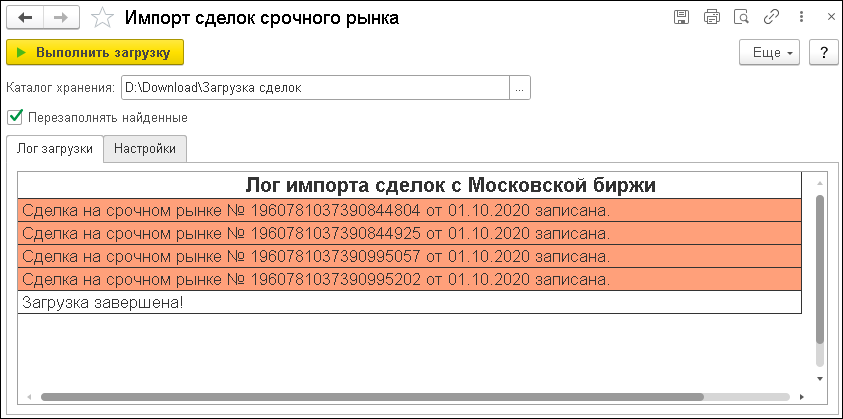 Импорт сделок срочного рынка
Выполнить загрузку
Еще
?
Каталог хранения: D:\Download\Загрузка сделок ...
Перезаполнять найденные
Лог загрузки Настройки
Лог импорта сделок с Московской биржи
Сделка на срочном рынке № 1960781037390844804 от 01.10.2020 записана.
Сделка на срочном рынке № 1960781037390844925 от 01.10.2020 записана.
Сделка на срочном рынке № 1960781037390995057 от 01.10.2020 записана.
Сделка на срочном рынке № 1960781037390995202 от 01.10.2020 записана.
Загрузка завершена!